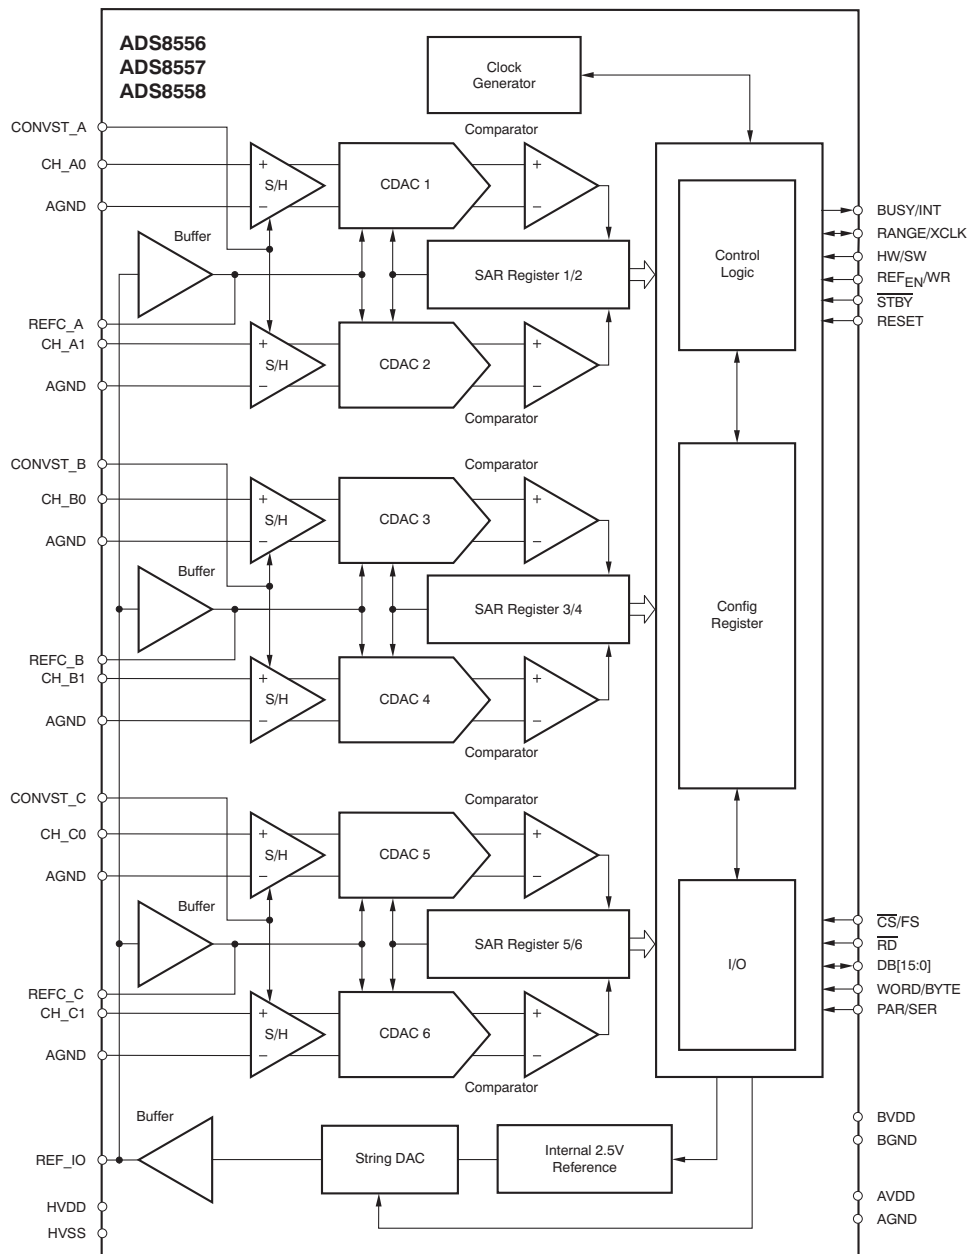 ADS8556
ADS8557
ADS8558
Clock
Generator
CONVST_A
CH_A0
AGND
+
−
S/H
CDAC 1
Comparator
+
−
Buffer
SAR Register 1/2
REFC_A
CH_A1
AGND
+
−
S/H
CDAC 2
+
−
Comparator
CONVST_B
CH_B0
AGND
+
−
S/H
CDAC 3
Comparator
+
−
Buffer
SAR Register 3/4
REFC_B
CH_B1
AGND
+
−
S/H
CDAC 4
+
−
Comparator
CONVST_C
CH_C0
AGND
+
−
S/H
CDAC 5
Comparator
+
−
Buffer
SAR Register 5/6
REFC_C
CH_C1
AGND
+
−
S/H
CDAC 6
+
−
Comparator
Buffer
REF_IO
String DAC
Internal 2.5V
Reference
HVDD
HVSS
Control
Logic
Config
Register
I/O
BUSY/INT
RANGE/XCLK
HW/SW
REF_EN/WR
STBY
RESET
CS/FS
RD
DB[15:0]
WORD/BYTE
PAR/SER
BVDD
BGND
AVDD
AGND